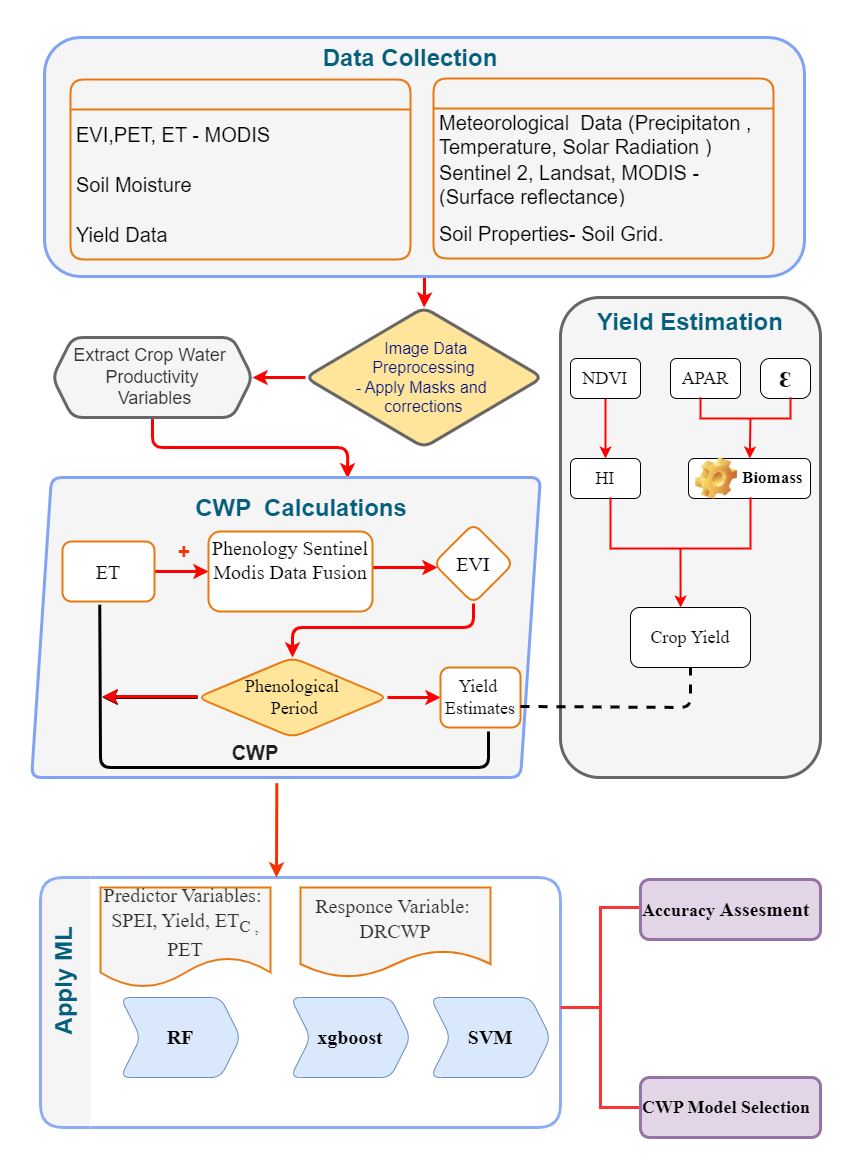 Data Collection
EVI,PET, ET - MODIS
Soil Moisture
Yield Data
Meteorological Data (Precipitaton ,
Temperature, Solar Radiation )
Sentinel 2, Landsat, MODIS -
(Surface reflectance)
Soil Properties- Soil Grid.
Extract Crop Water
Productivity
Variables
Image Data
Preprocessing
- Apply Masks and
corrections
Yield Estimation
NDVI
APAR
ε
HI
Biomass
Crop Yield
CWP Calculations
ET
+
Phenology Sentinel
Modis Data Fusion
EVI
Phenological
Period
Yield
Estimates
CWP
Apply ML
Predictor Variables:
SPEI, Yield, ETC ,
PET
Responce Variable:
DRCWP
RF
xgboost
SVM
Accuracy Assesment
CWP Model Selection